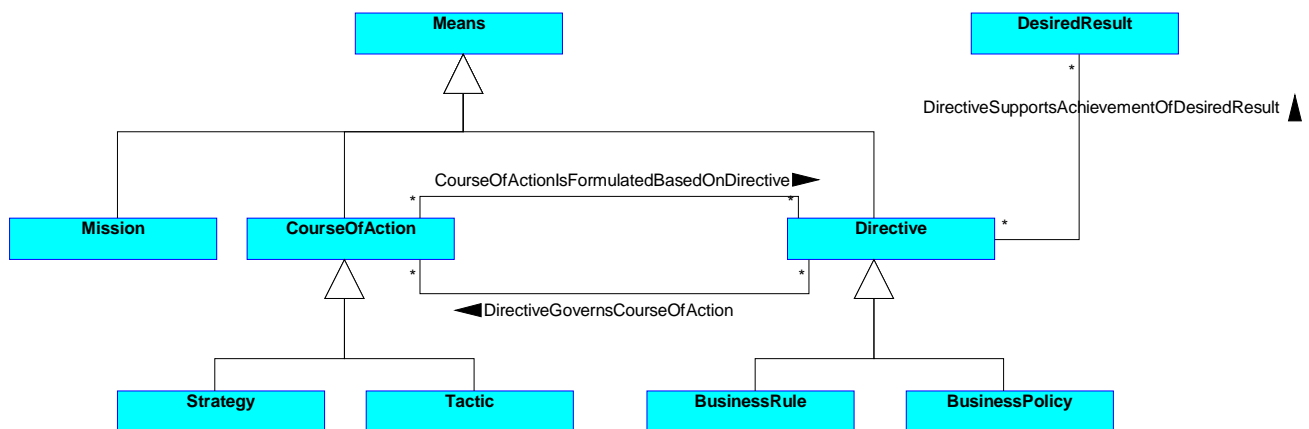 Means
DesiredResult
*
DirectiveSupportsAchievementOfDesiredResult
CourseOfActionIsFormulatedBasedOnDirective
*
*
Mission
CourseOfAction
Directive
*
*
*
DirectiveGovernsCourseOfAction
Strategy
Tactic
BusinessRule
BusinessPolicy